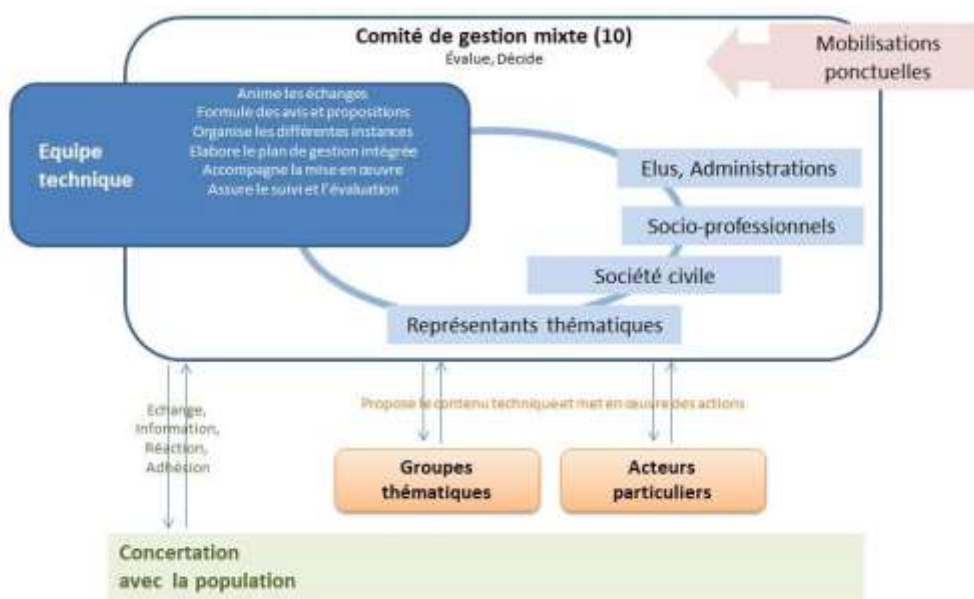 Comité de gestion mixte (10)
Évalue, Décide
Mobilisations
ponctuelles
Equipe
technique
Anime les échanges
Formule des avis et propositions
Organise les différentes instances
Elabore le plan de gestion intégrée
Accompagne la mise en œuvre
Assure le suivi et l'évaluation
Elus, Administrations
Socio-professionnels
Société civile
Représentants thématiques
Echange,
Information,
Réaction,
Adhésion
Propose le contenu technique et met en œuvre des actions
Groupes
thématiques
Acteurs
particuliers
Concertation
avec la population